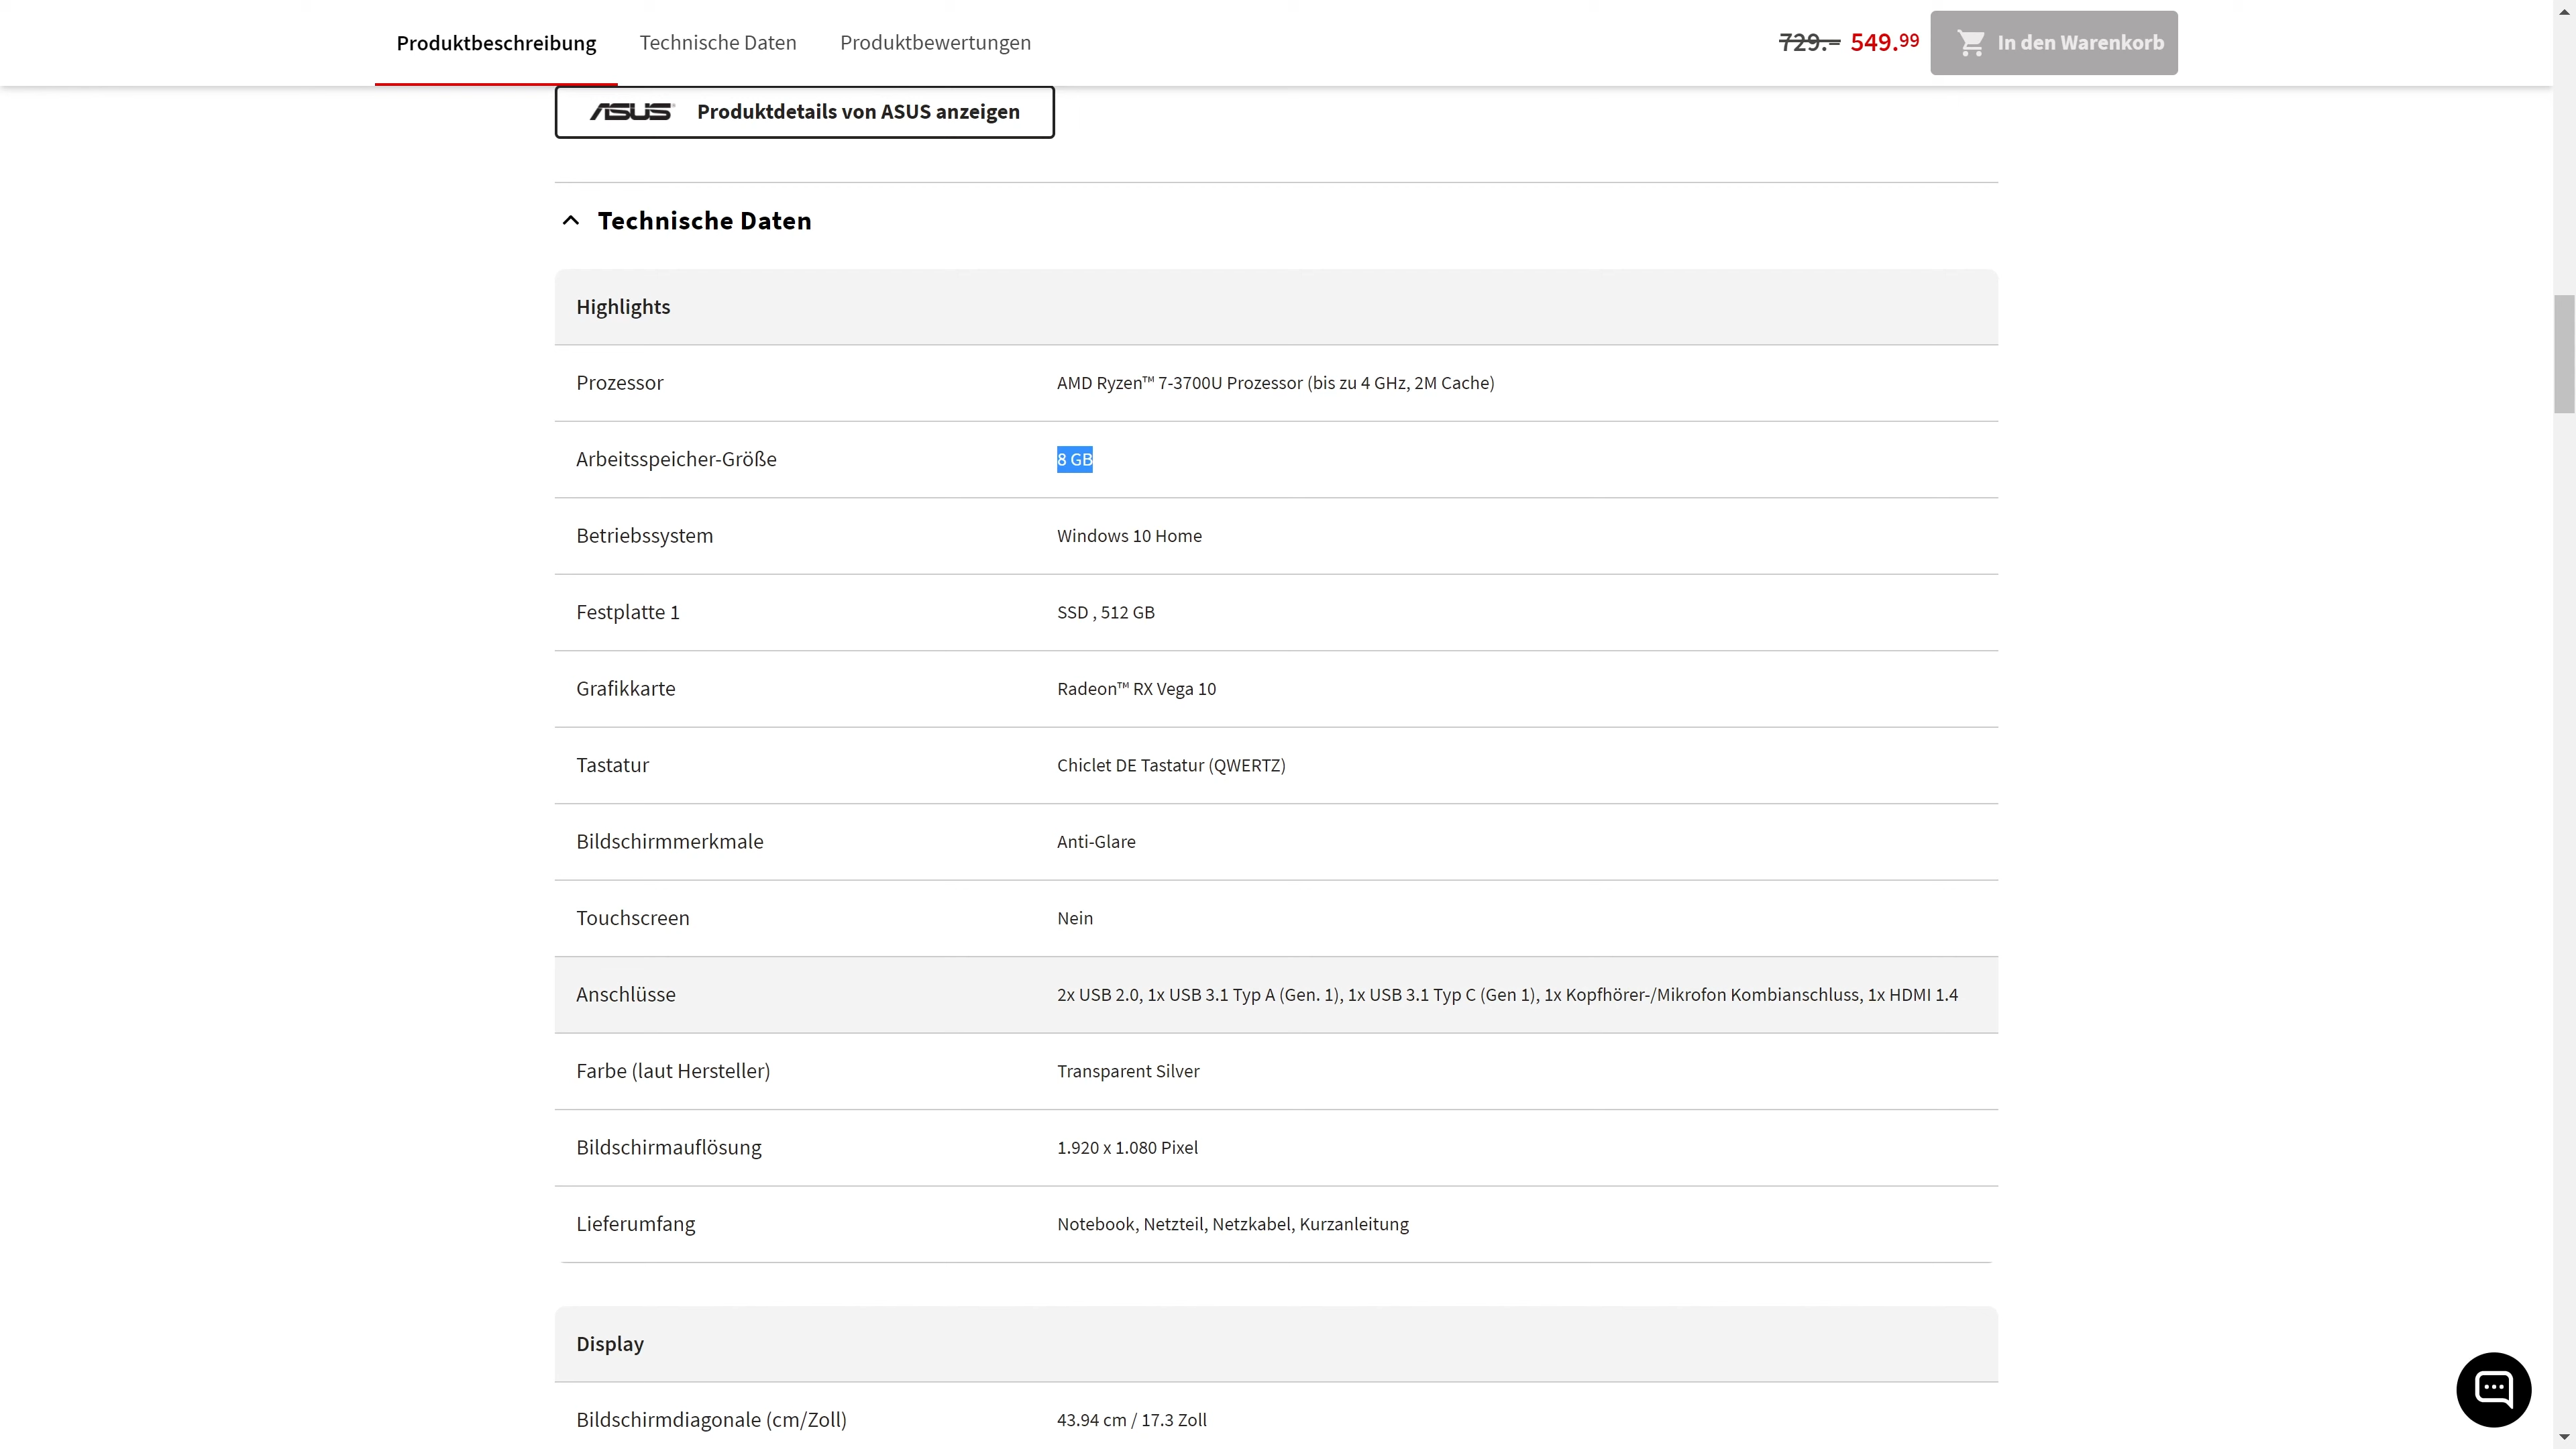 Produktbeschreibung Technische Daten Produktbewertungen 729.– 549.99 In den Warenkorb
ASUS Produktdetails von ASUS anzeigen
Technische Daten
Highlights
Prozessor AMD Ryzen™ 7-3700U Prozessor (bis zu 4 GHz, 2M Cache)
Arbeitsspeicher-Größe 8 GB
Betriebssystem Windows 10 Home
Festplatte 1 SSD , 512 GB
Grafikkarte Radeon™ RX Vega 10
Tastatur Chiclet DE Tastatur (QWERTZ)
Bildschirmmerkmale Anti-Glare
Touchscreen Nein
Anschlüsse 2x USB 2.0, 1x USB 3.1 Typ A (Gen. 1), 1x USB 3.1 Typ C (Gen 1), 1x Kopfhörer-/Mikrofon Kombianschluss, 1x HDMI 1.4
Farbe (laut Hersteller) Transparent Silver
Bildschirmauflösung 1.920 x 1.080 Pixel
Lieferumfang Notebook, Netzteil, Netzkabel, Kurzanleitung
Display
Bildschirmdiagonale (cm/Zoll) 43.94 cm / 17.3 Zoll